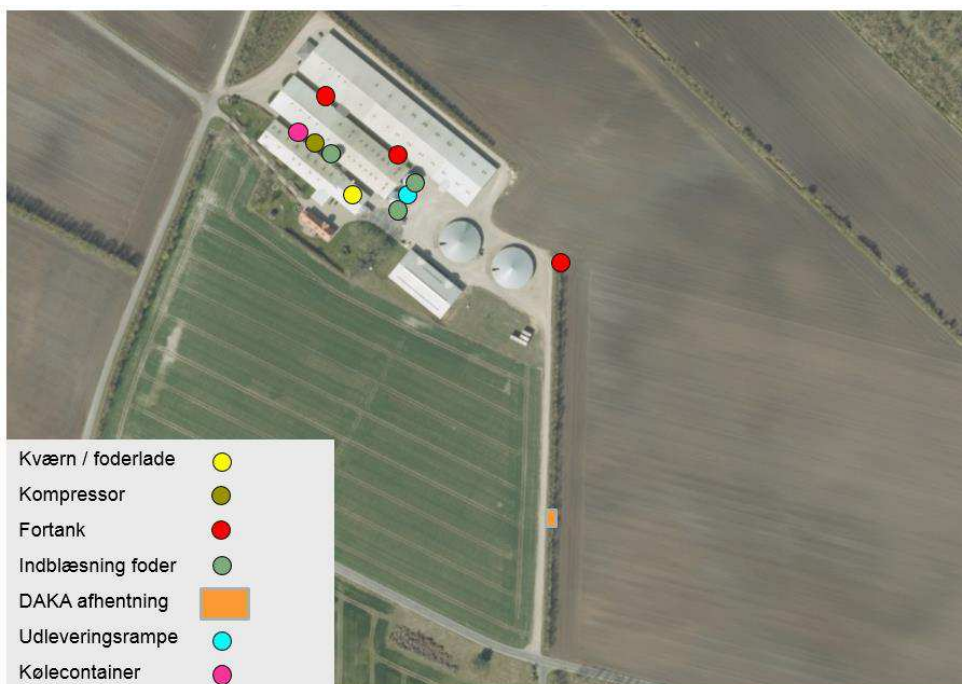 Kværn / foderlade
Kompressor
Fortank
Indblæsning foder
DAKA afhentning
Udleveringsrampe
Kølecontainer